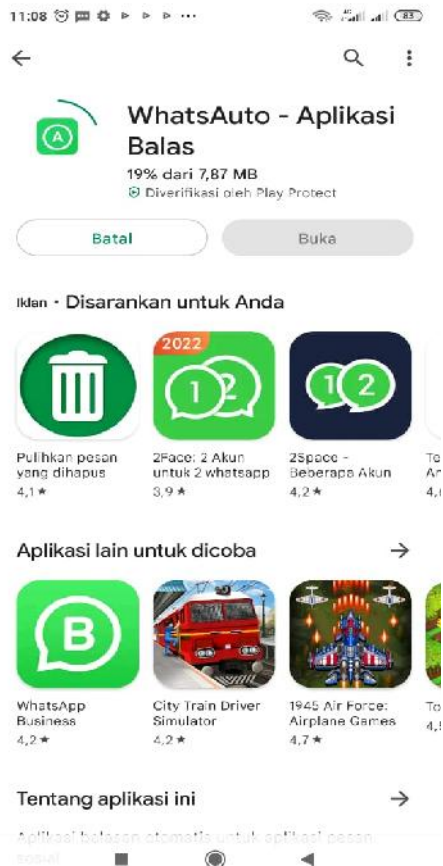 11:08
83
WhatsAuto - Aplikasi
Balas
19% dari 7,87 MB
Diverifikasi oleh Play Protect
Batal
Buka
Iklan • Disarankan untuk Anda
2022
1 2
1 2
Pulihkan pesan
yang dihapus
4,1★
2Face: 2 Akun
untuk 2 whatsapp
3,9★
2Space -
Beberapa Akun
4,2★
Te
4,
Aplikasi lain untuk dicoba
B
WhatsApp
Business
4,2★
City Train Driver
Simulator
4,2★
1945 Air Force:
Airplane Games
4,7★
To
4,
Tentang aplikasi ini
Aplikasi balasan otomatis untuk aplikasi pesan
sosial